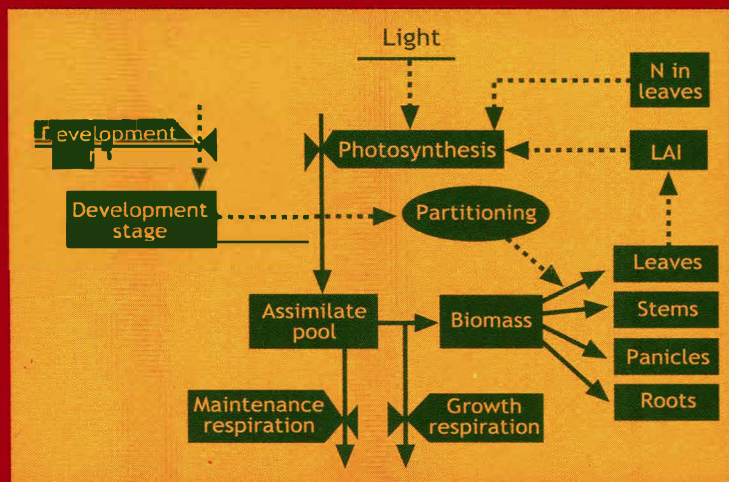 Light
N in
leaves
evelopment
Photosynthesis
LAI
Development
stage
Partitioning
Leaves
Assimilate
pool
Biomass
Stems
Panicles
Roots
Maintenance
respiration
Growth
respiration